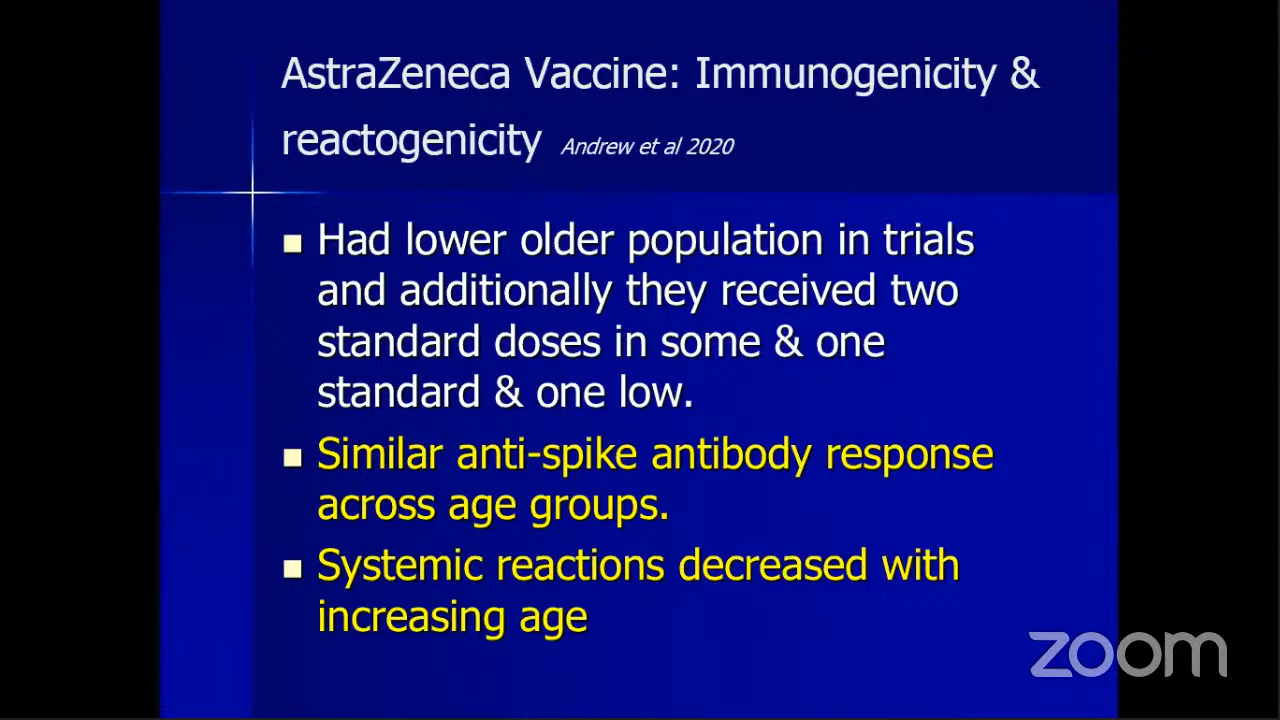 AstraZeneca Vaccine: Immunogenicity &
reactogenicity Andrew et al 2020
Had lower older population in trials
and additionally they received two
standard doses in some & one
standard & one low.
Similar anti-spike antibody response
across age groups.
Systemic reactions decreased with
increasing age
zoom